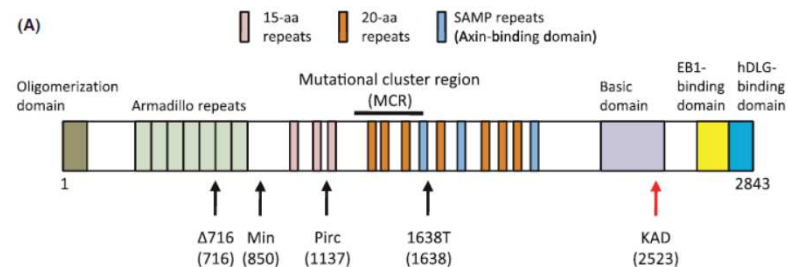 (A)
15-aa
repeats
20-aa
repeats
SAMP repeats
(Axin-binding domain)
Oligomerization
domain
Armadillo repeats
Mutational cluster region
(MCR)
Basic
domain
EB1-
binding
domain
hDLG-
binding
domain
1
2843
Δ716
(716)
Min
(850)
Pirc
(1137)
1638T
(1638)
KAD
(2523)